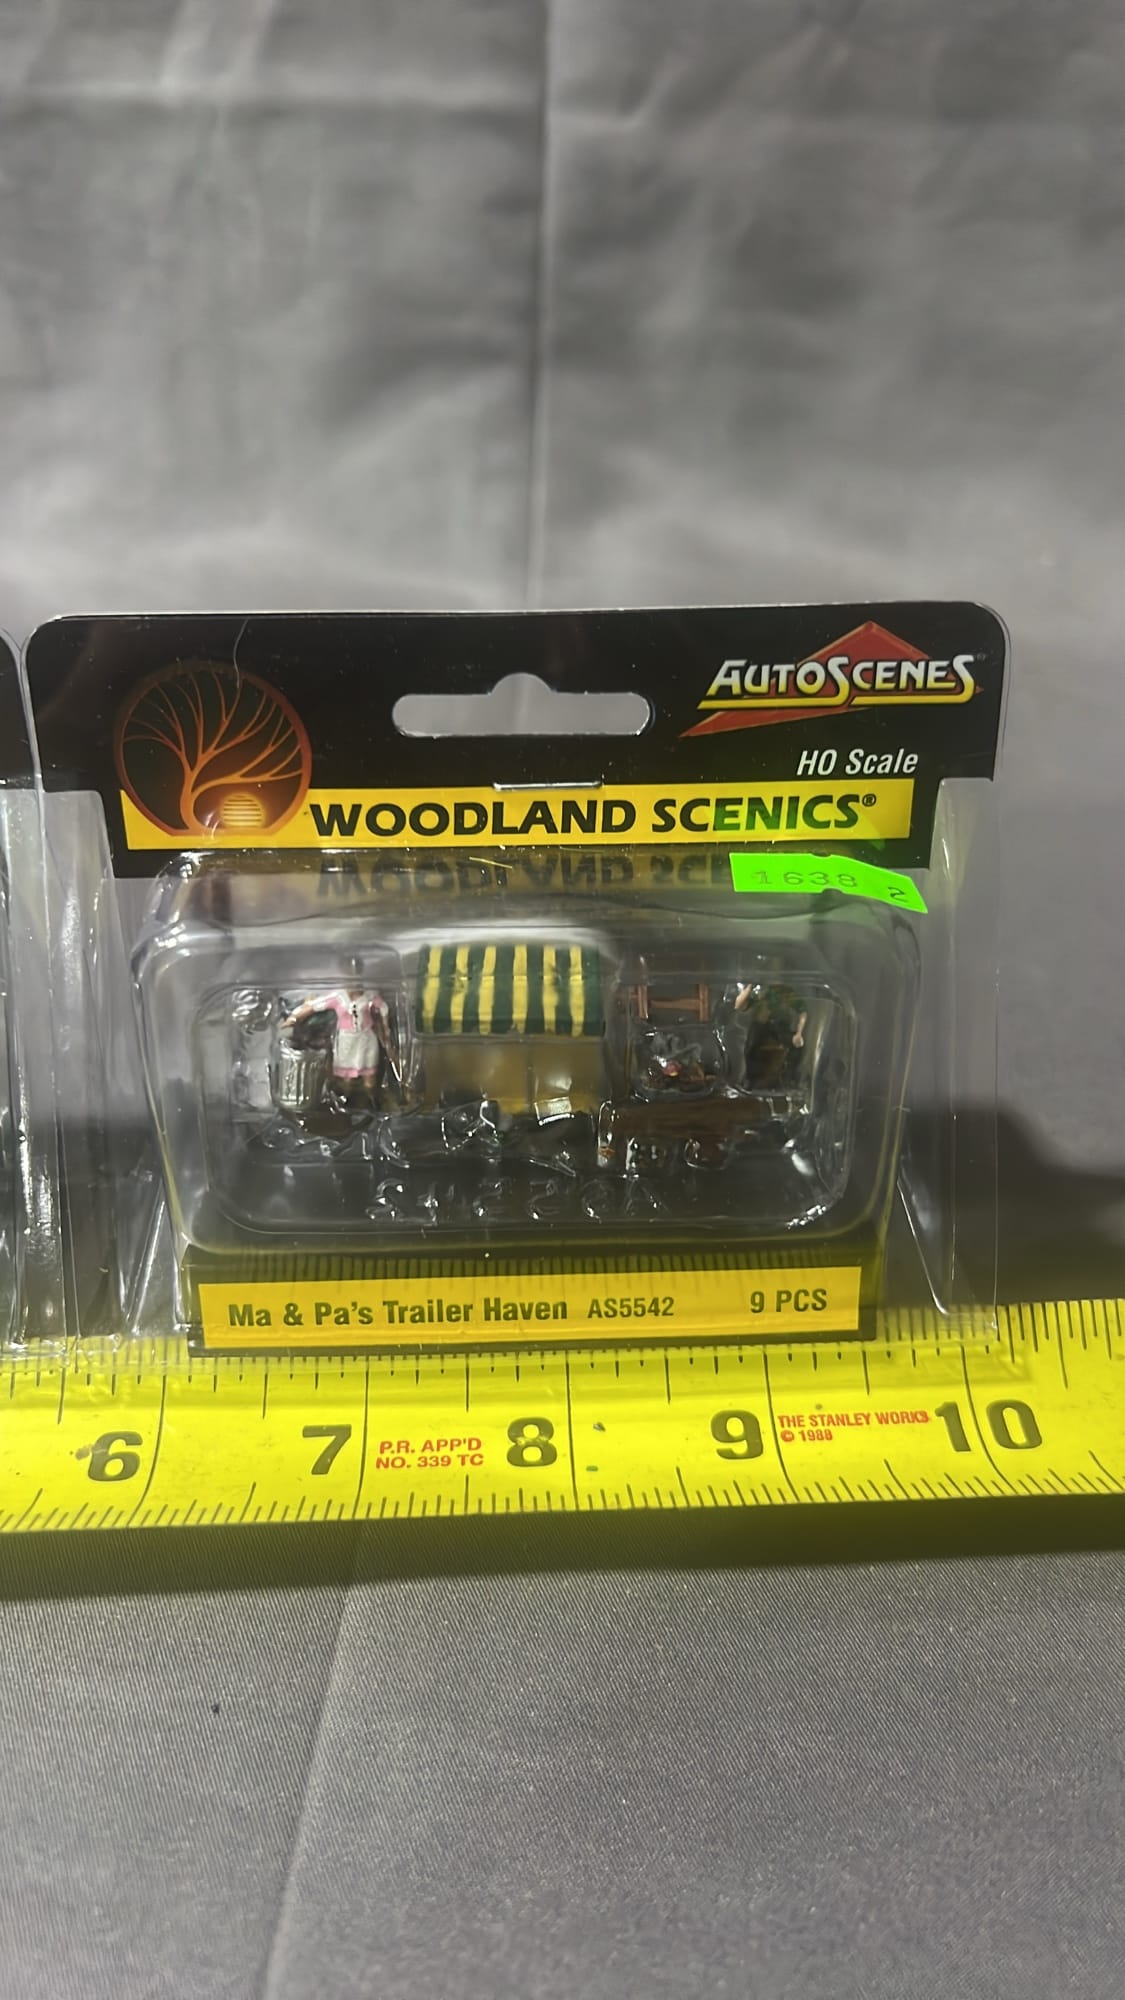 AUTOSCENES
HO Scale
WOODLAND SCENICS®
1638 2
Ma & Pa's Trailer Haven AS5542 9 PCS
6 7 P.R. APP'D
NO. 339 TC 8 9 THE STANLEY WORKS
© 1988 10